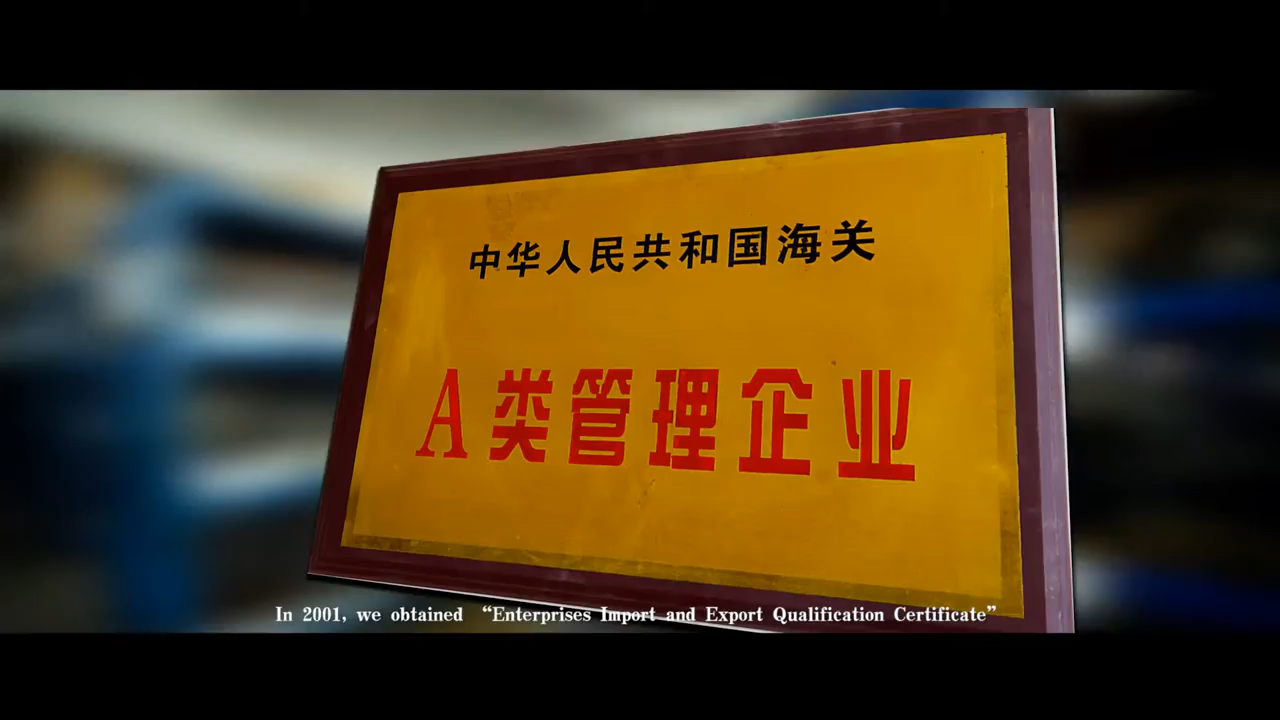 中华人民共和国海关
A类管理企业
In 2001, we obtained “Enterprises Import and Export Qualification Certificate”